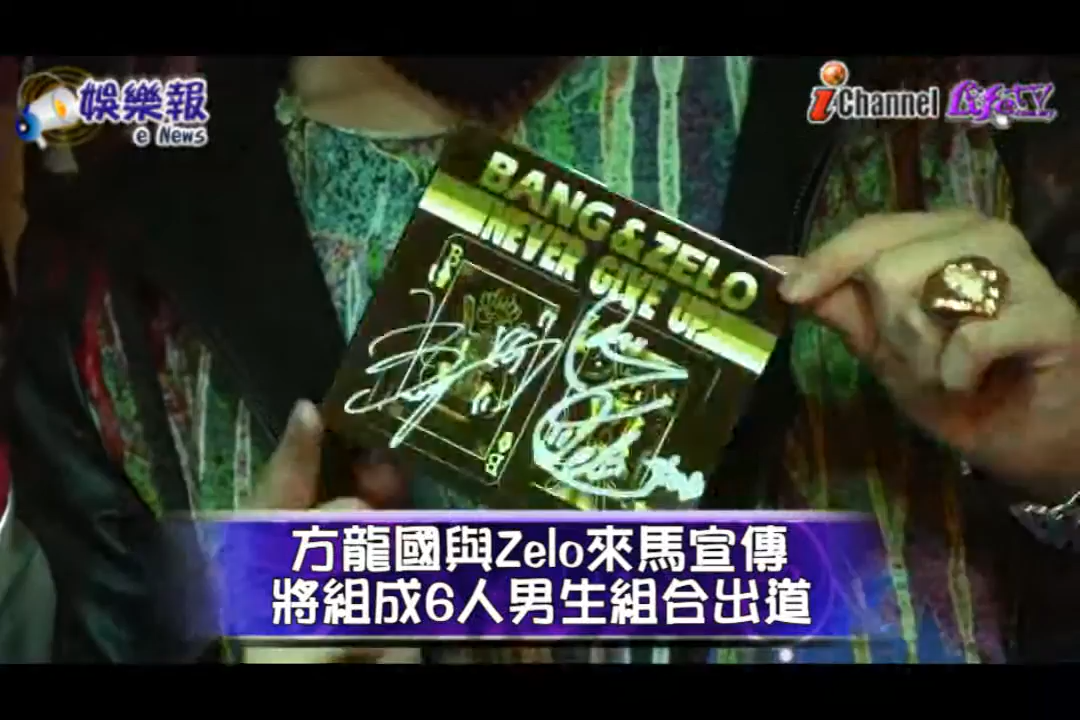 娛樂報
e News
iChannel LifeTV
BANG & ZELO
NEVER GIVE UP!
B
B
方龍國與Zelo來馬宣傳
將組成6人男生組合出道